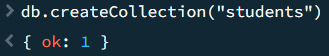 > db.createCollection("students")
< { ok: 1 }